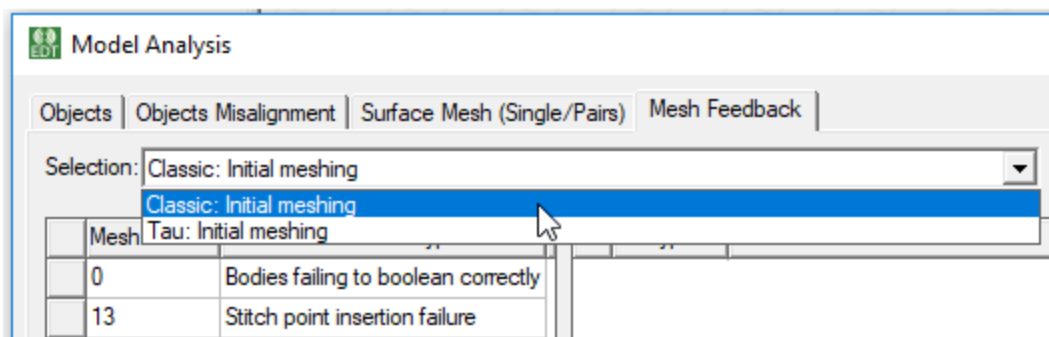 EDT Model Analysis
Objects Objects Misalignment Surface Mesh (Single/Pairs) Mesh Feedback
Selection: Classic: Initial meshing
Classic: Initial meshing
Tau: Initial meshing
Mesh
0 Bodies failing to boolean correctly
13 Stitch point insertion failure